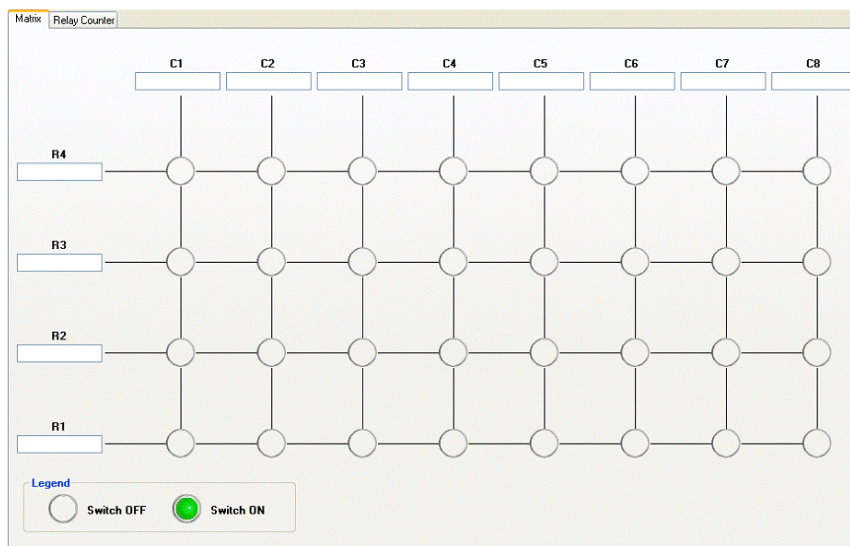 Matrix Relay Counter
C1 C2 C3 C4 C5 C6 C7 C8
R4
R3
R2
R1
Legend
Switch OFF Switch ON